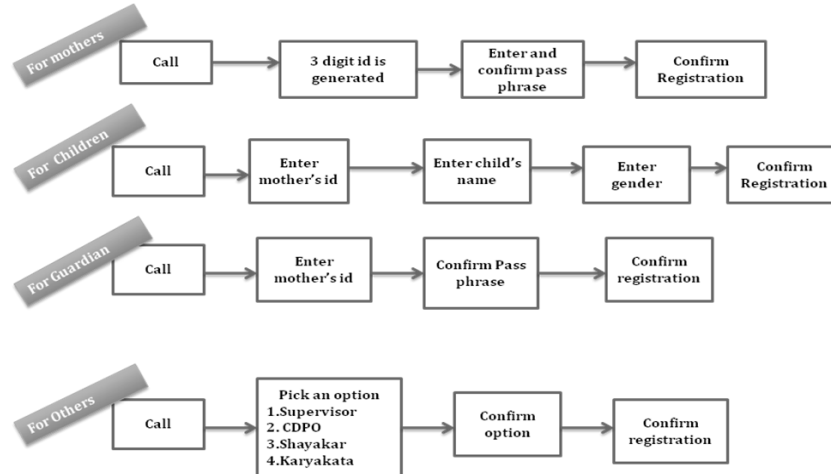 For mothers
Call
3 digit id is
generated
Enter and
confirm pass
phrase
Confirm
Registration
For Children
Call
Enter
mother's id
Enter child's
name
Enter
gender
Confirm
Registration
For Guardian
Call
Enter
mother's id
Confirm Pass
phrase
Confirm
registration
For Others
Call
Pick an option
1.Supervisor
2. CDPO
3.Shayakar
4.Karyakata
Confirm
option
Confirm
registration